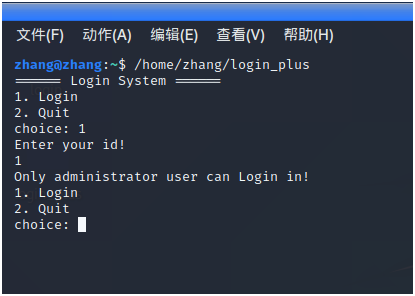 文件(F) 动作(A) 编辑(E) 查看(V) 帮助(H)
zhang@zhang:~$ /home/zhang/login_plus
====== Login System ======
1. Login
2. Quit
choice: 1
Enter your id!
1
Only administrator user can Login in!
1. Login
2. Quit
choice: